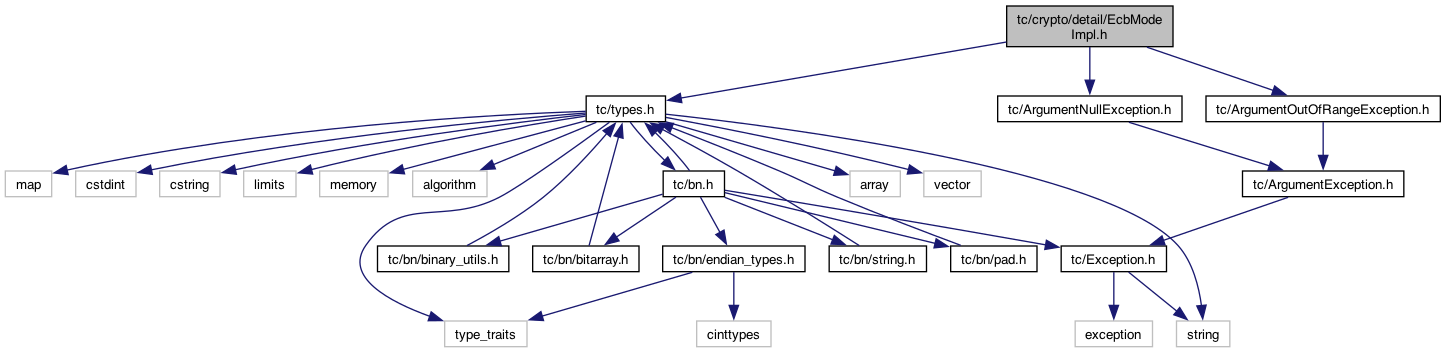 tc/crypto/detail/EcbMode
Impl.h
tc/types.h
tc/ArgumentNullException.h
tc/ArgumentOutOfRangeException.h
map
cstdint
cstring
limits
memory
algorithm
tc/bn.h
array
vector
tc/ArgumentException.h
tc/bn/binary_utils.h
tc/bn/bitarray.h
tc/bn/endian_types.h
tc/bn/string.h
tc/bn/pad.h
tc/Exception.h
type_traits
cinttypes
exception
string